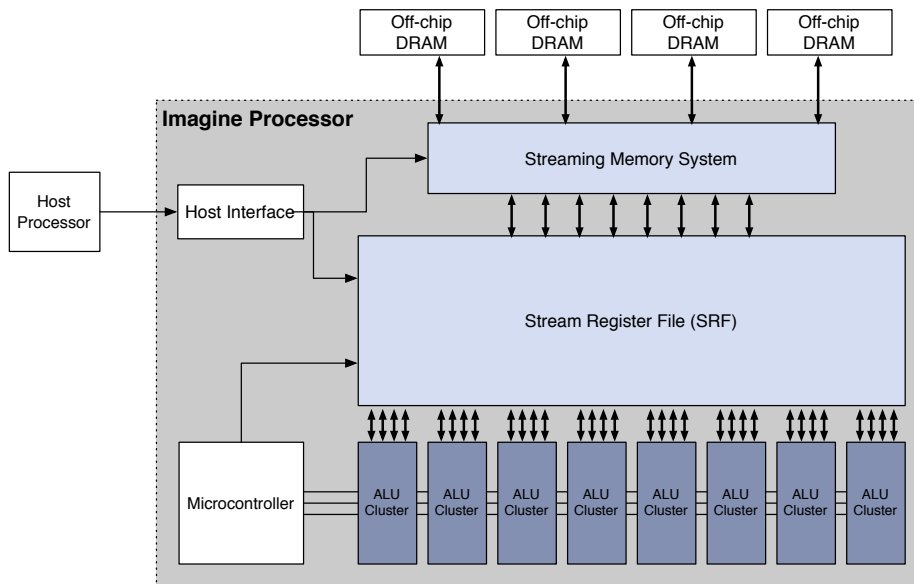 Off-chip
DRAM
Off-chip
DRAM
Off-chip
DRAM
Off-chip
DRAM
Imagine Processor
Streaming Memory System
Host
Processor
Host Interface
Stream Register File (SRF)
Microcontroller
ALU
Cluster
ALU
Cluster
ALU
Cluster
ALU
Cluster
ALU
Cluster
ALU
Cluster
ALU
Cluster
ALU
Cluster